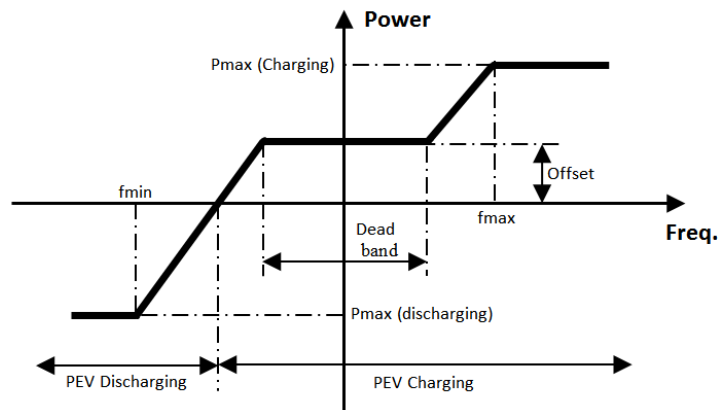 Power
Pmax (Charging)
fmin
Offset
fmax
Freq.
Dead
band
Pmax (discharging)
PEV Discharging
PEV Charging